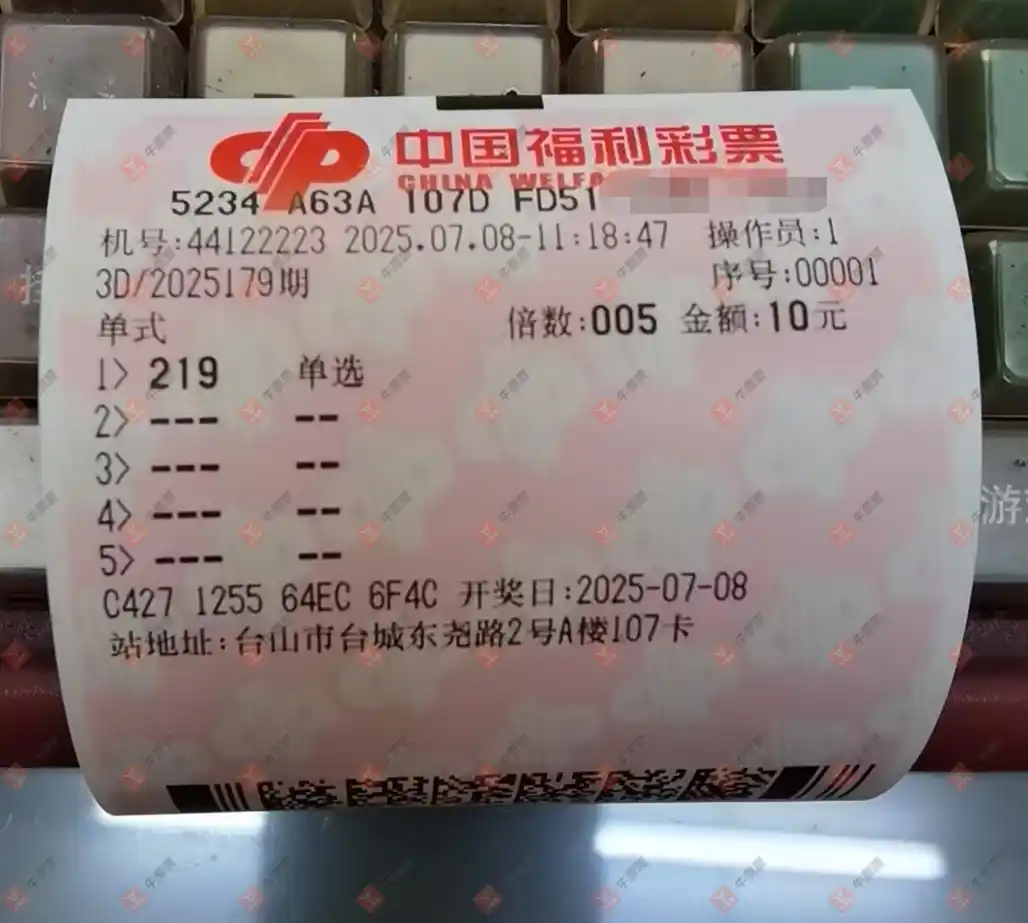 中国福利彩票
CHINA WELFA
5234 A63A 107D FD51
机号:44122223 2025.07.08-11:18:47 操作员:1
3D/2025179期 序号:00001
单式 倍数:005 金额:10元
1> 219 单选
2> --- --
3> --- --
4> --- --
5> --- --
C427 1255 64EC 6F4C 开奖日:2025-07-08
站地址:台山市台城东尧路2号A楼107卡
游